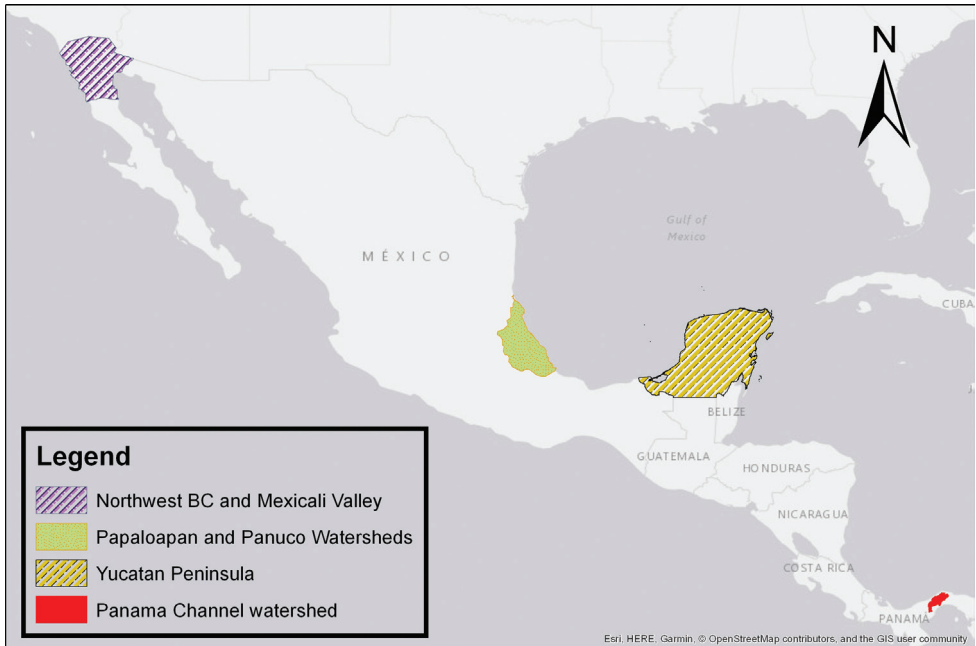 N
Gulf of
Mexico
MÉXICO
CUBA
BELIZE
GUATEMALA
HONDURAS
NICARAGUA
COSTA RICA
PANAMA
Legend
Northwest BC and Mexicali Valley
Papaloapan and Panuco Watersheds
Yucatan Peninsula
Panama Channel watershed
Esri, HERE, Garmin, © OpenStreetMap contributors, and the GIS user community